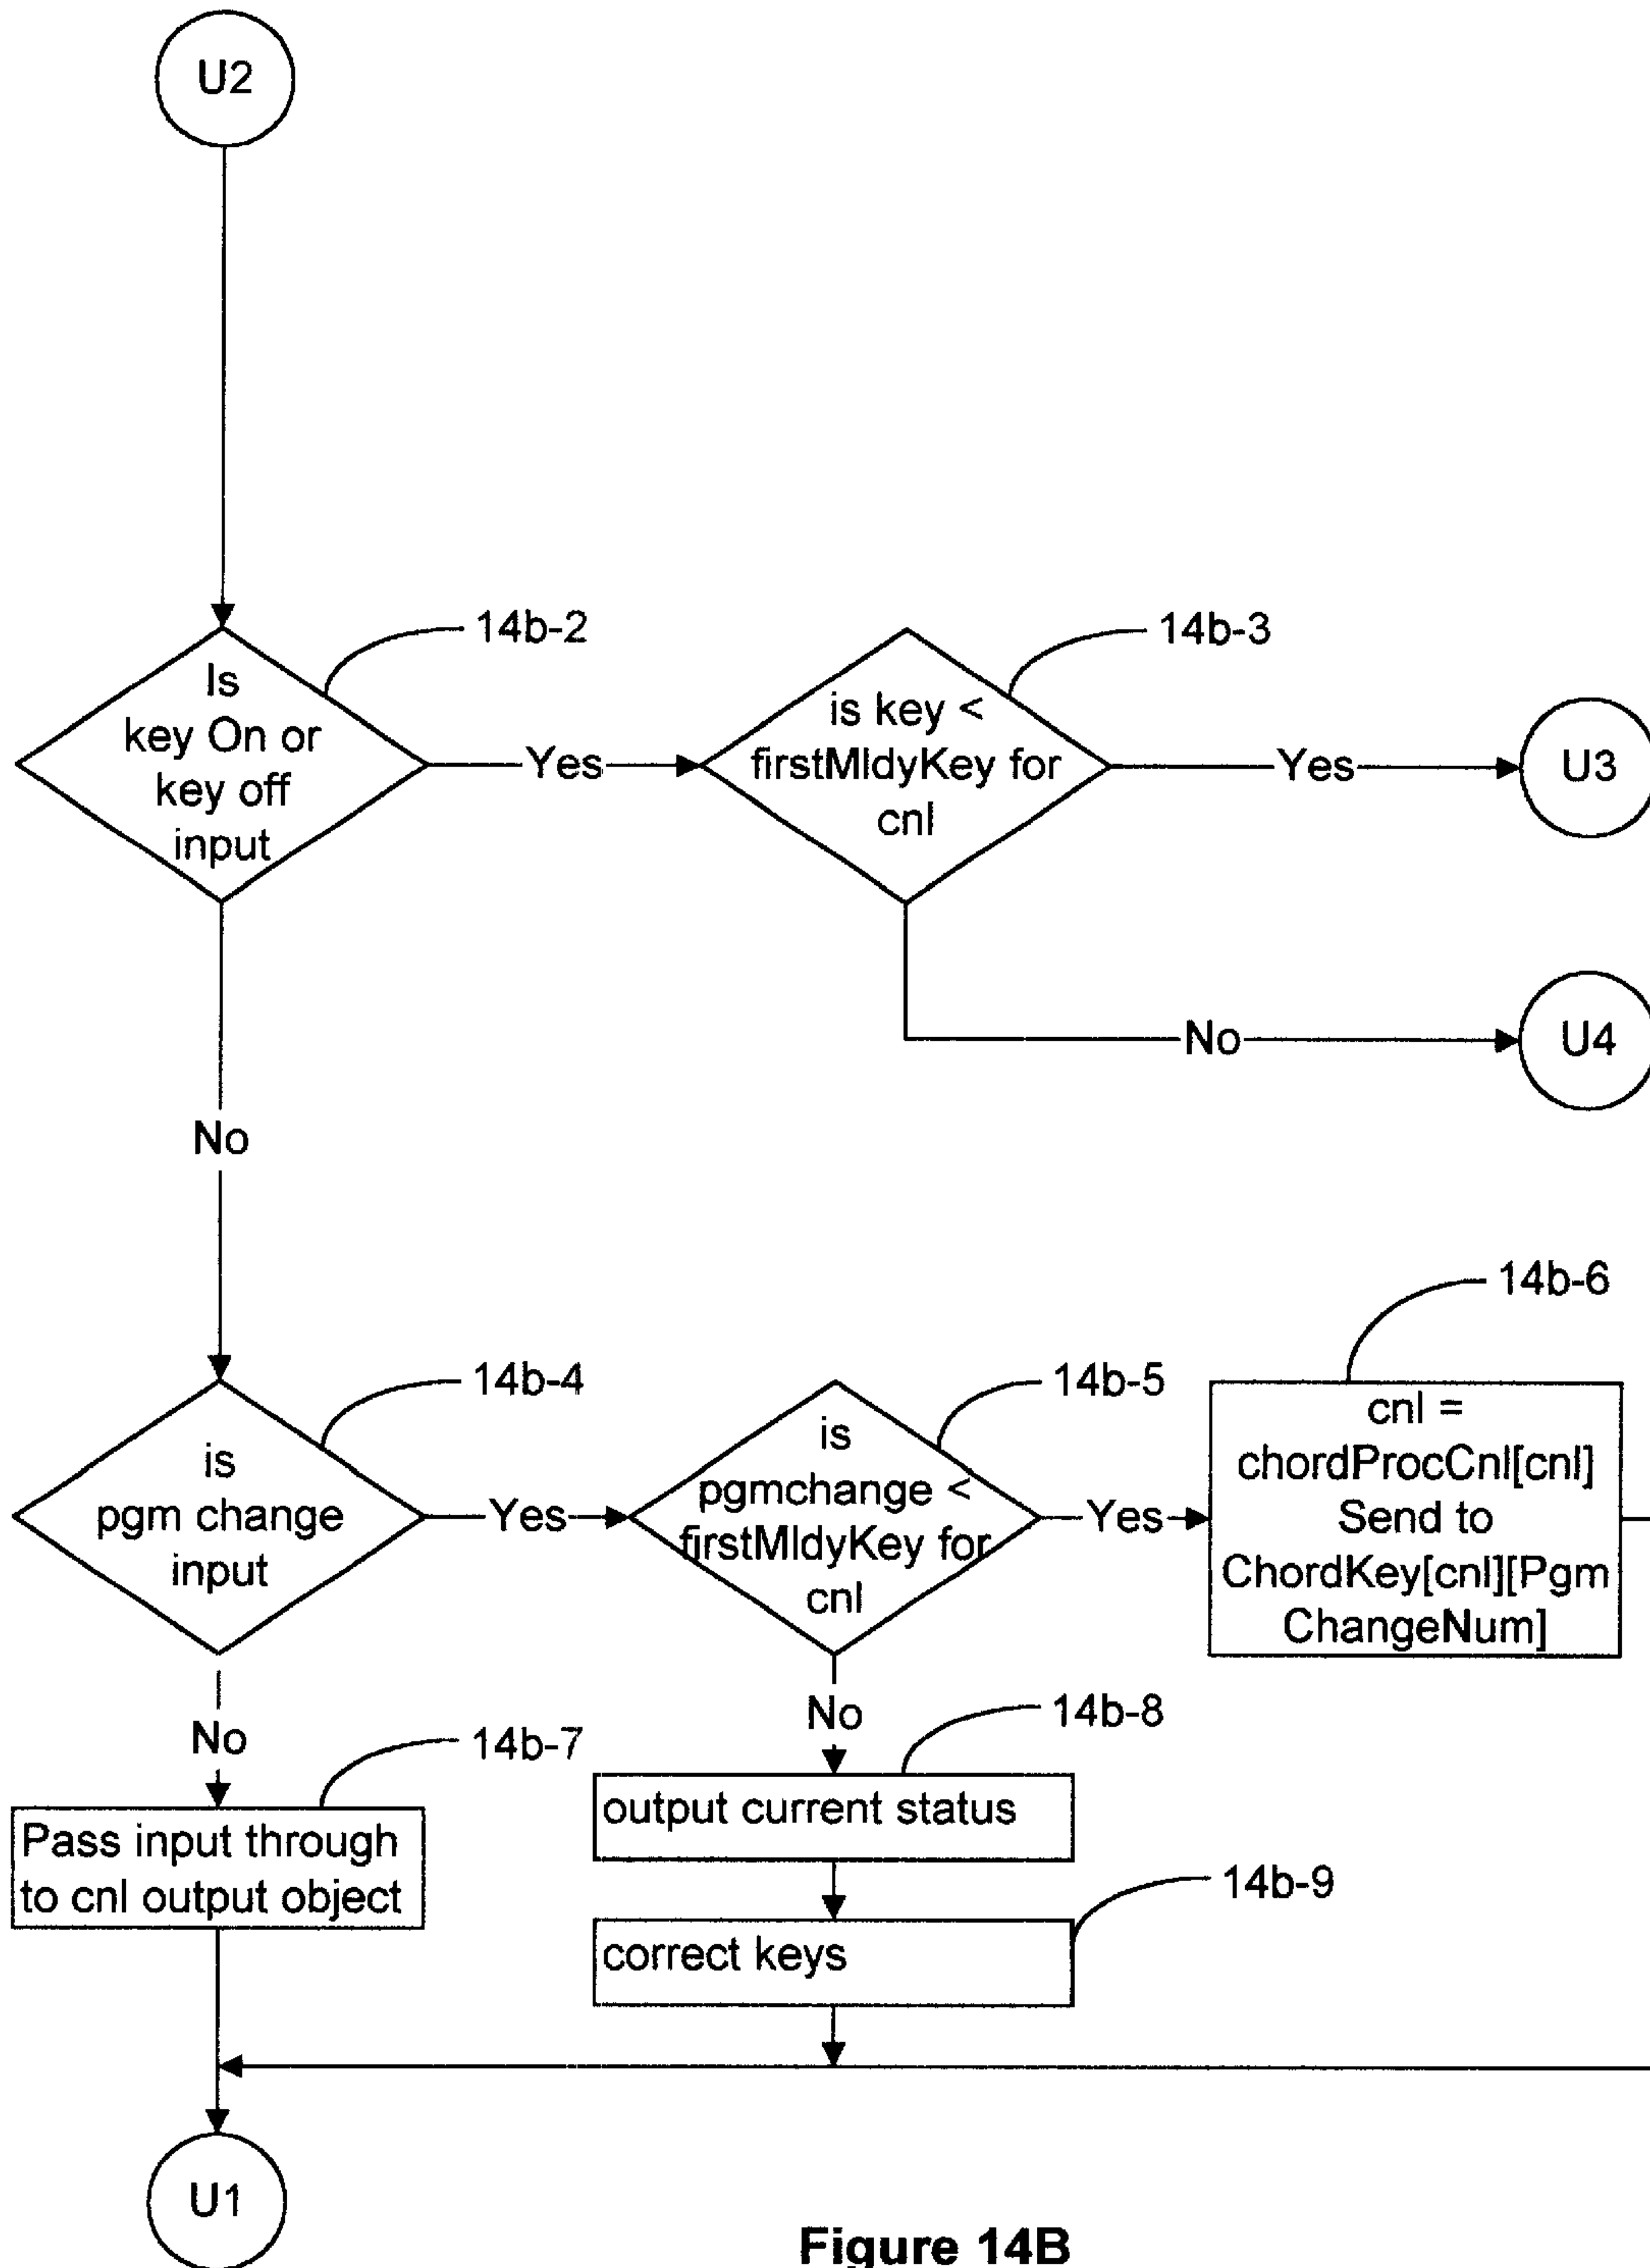 U2
14b-2
Is
key On or
key off
input
Yes
14b-3
is key <
firstMldyKey for
cnl
Yes
U3
No
U4
No
14b-4
is
pgm change
input
Yes
14b-5
is
pgmchange <
firstMldyKey for
cnl
Yes
14b-6
cnl =
chordProcCnl[cnl]
Send to
ChordKey[cnl][Pgm
ChangeNum]
No
14b-7
Pass input through
to cnl output object
No
14b-8
output current status
14b-9
correct keys
U1
Figure 14B